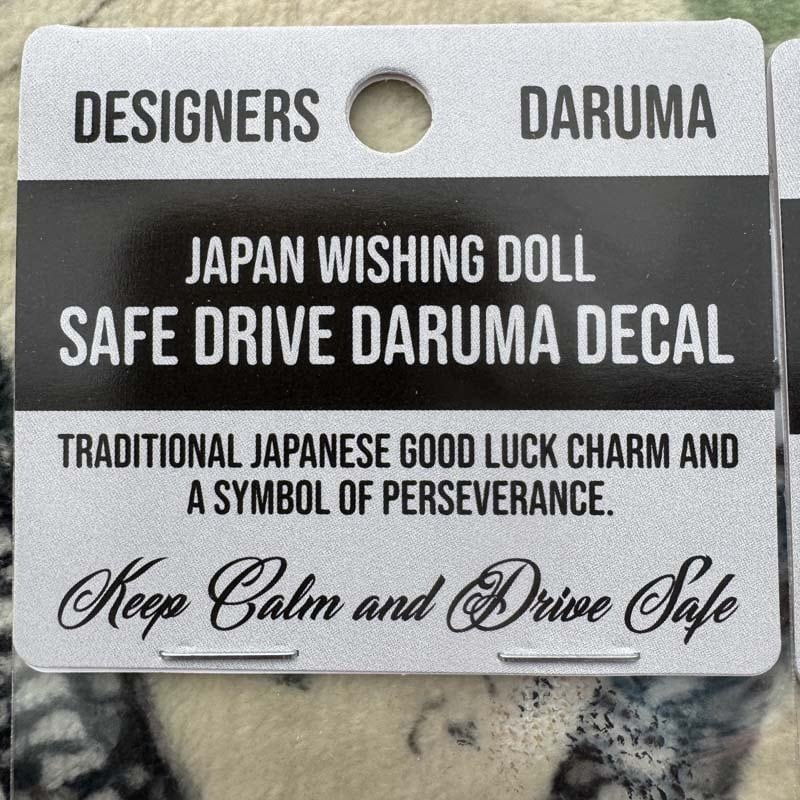 DESIGNERS DARUMA
JAPAN WISHING DOLL
SAFE DRIVE DARUMA DECAL
TRADITIONAL JAPANESE GOOD LUCK CHARM AND
A SYMBOL OF PERSEVERANCE.
Keep Calm and Drive Safe